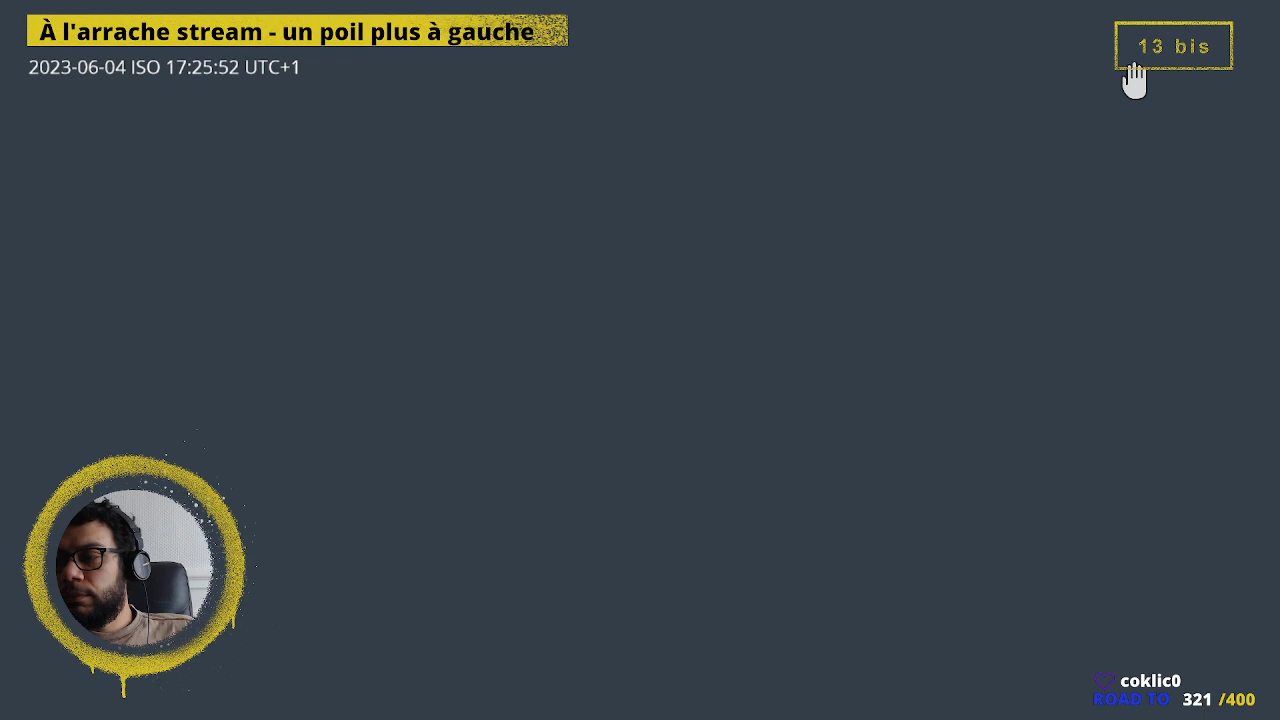 À l'arrache stream - un poil plus à gauche
2023-06-04 ISO 17:25:52 UTC+1
13 bis
coklic0
ROAD TO 321 /400